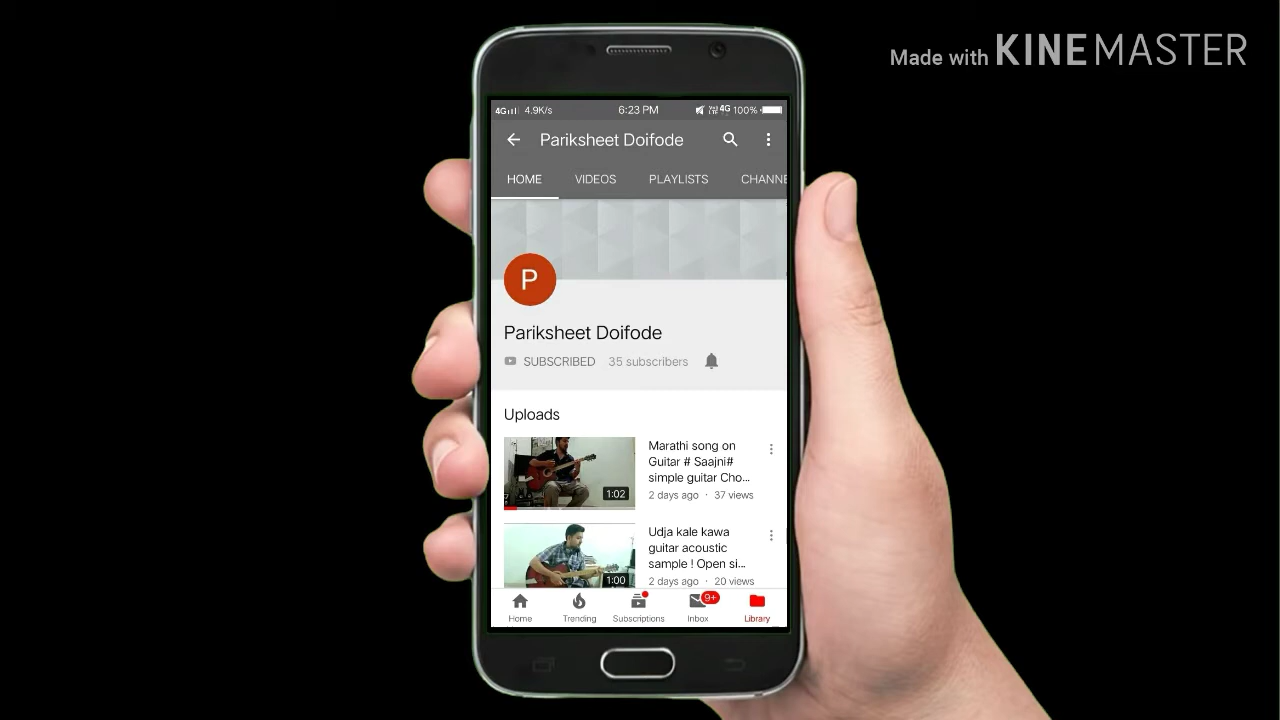 Made with KINEMASTER
4G 4.9K/s 6:23 PM 4G 100%
Pariksheet Doifode
HOME VIDEOS PLAYLISTS CHANNE
P
Pariksheet Doifode
SUBSCRIBED 35 subscribers
Uploads
Marathi song on
Guitar # Saajni#
simple guitar Cho...
1:02
2 days ago · 37 views
Udja kale kawa
guitar acoustic
sample ! Open si...
1:00
2 days ago · 20 views
9+
Home Trending Subscriptions Inbox Library